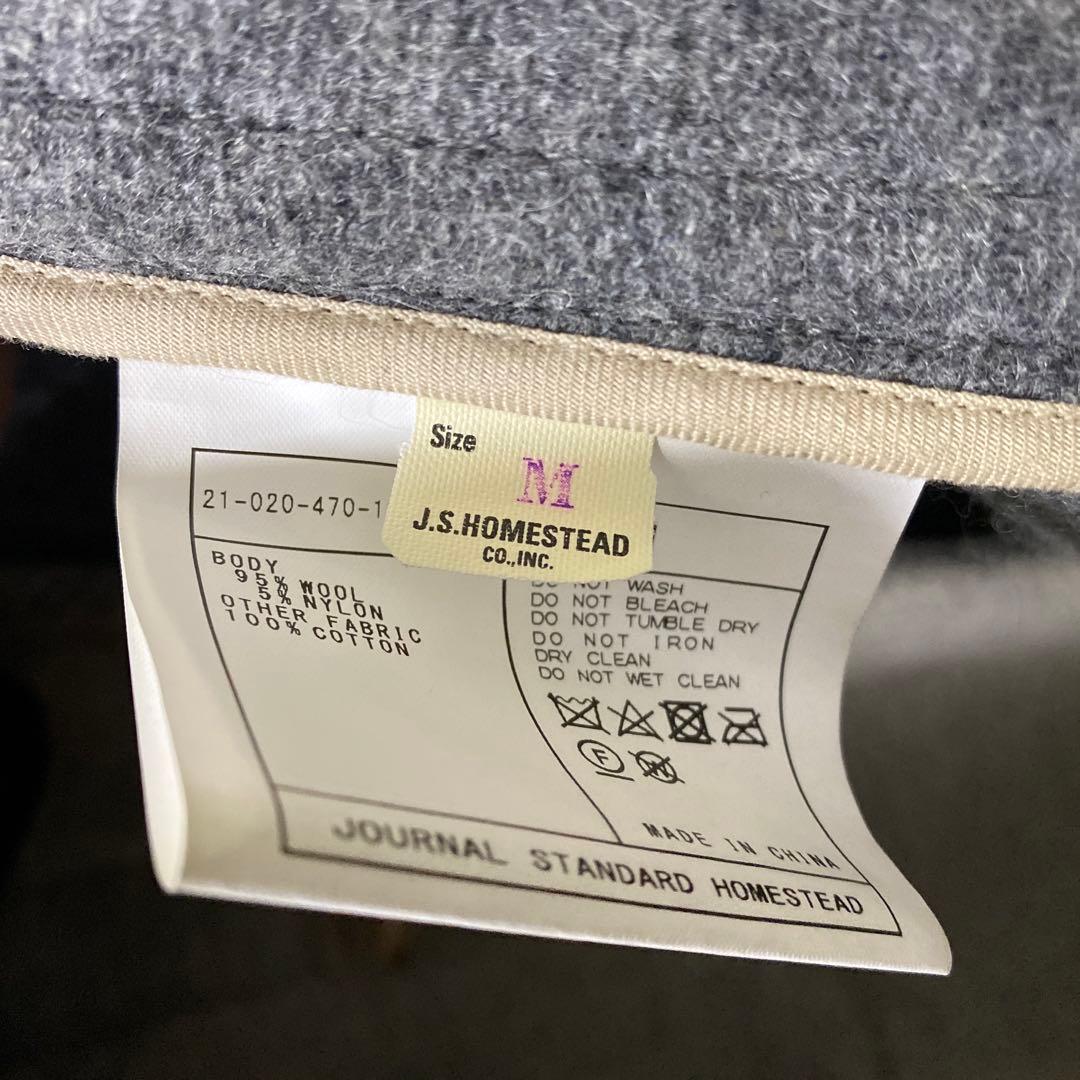 Size
M
J.S.HOMESTEAD
CO.,INC.
21-020-470-1
BODY
95% WOOL
5% NYLON
OTHER FABRIC
100% COTTON
DO NOT WASH
DO NOT BLEACH
DO NOT TUMBLE DRY
DO NOT IRON
DRY CLEAN
DO NOT WET CLEAN
F
W
MADE IN CHINA
JOURNAL STANDARD HOMESTEAD